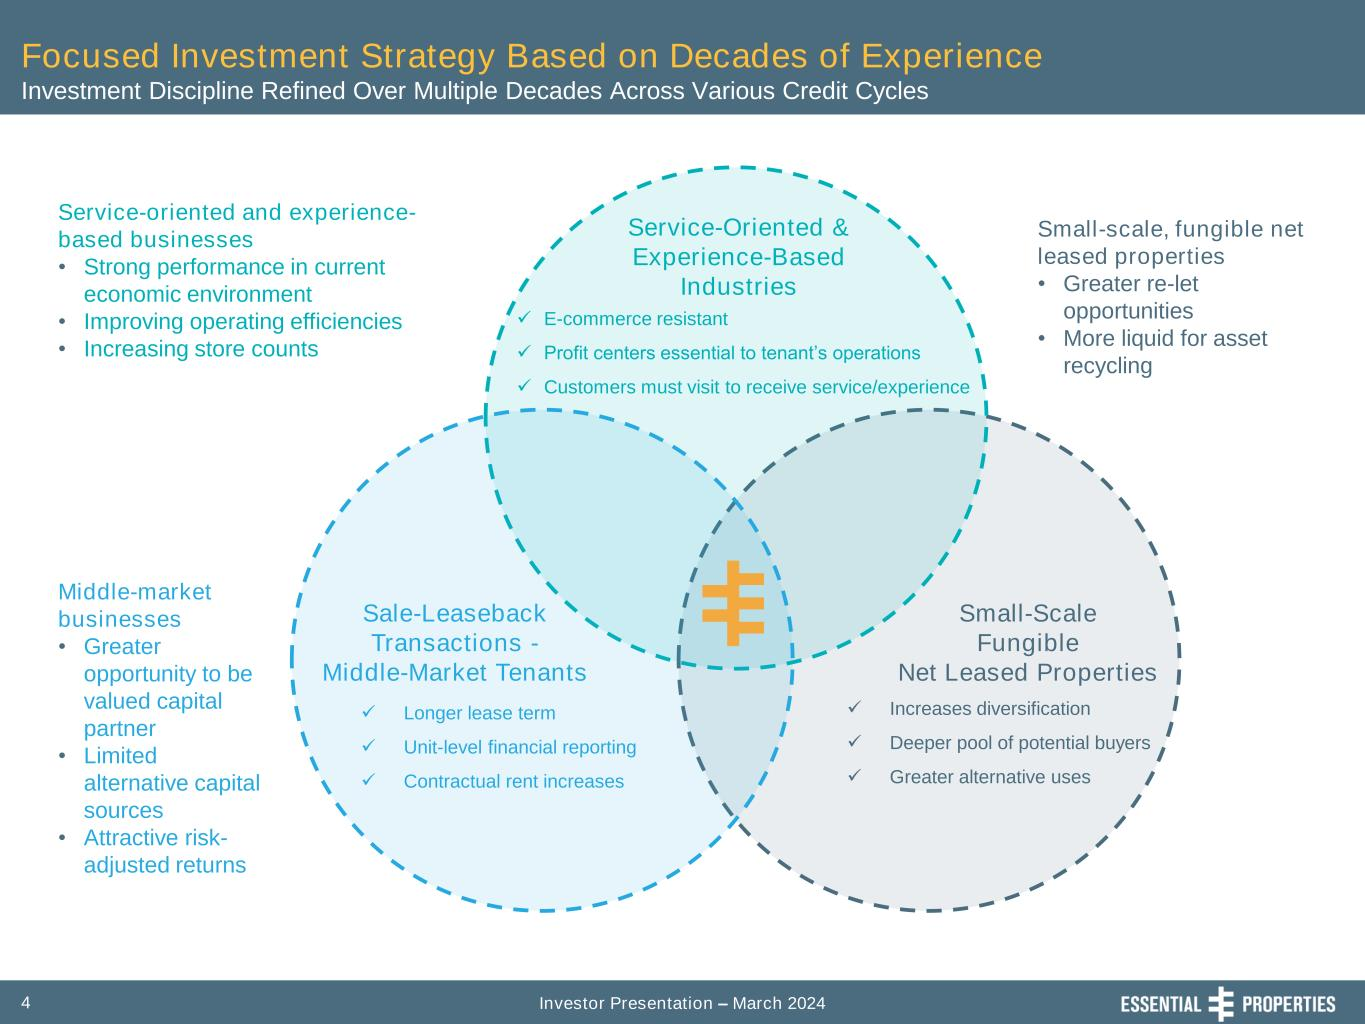 Focused Investment Strategy Based on Decades of Experience
Investment Discipline Refined Over Multiple Decades Across Various Credit Cycles
Service-oriented and experience-
based businesses
• Strong performance in current
economic environment
• Improving operating efficiencies
• Increasing store counts
Service-Oriented &
Experience-Based
Industries
✓ E-commerce resistant
✓ Profit centers essential to tenant’s operations
✓ Customers must visit to receive service/experience
Small-scale, fungible net
leased properties
• Greater re-let
opportunities
• More liquid for asset
recycling
Middle-market
businesses
• Greater
opportunity to be
valued capital
partner
• Limited
alternative capital
sources
• Attractive risk-
adjusted returns
Sale-Leaseback
Transactions -
Middle-Market Tenants
✓ Longer lease term
✓ Unit-level financial reporting
✓ Contractual rent increases
Small-Scale
Fungible
Net Leased Properties
✓ Increases diversification
✓ Deeper pool of potential buyers
✓ Greater alternative uses
4
Investor Presentation – March 2024
ESSENTIAL PROPERTIES